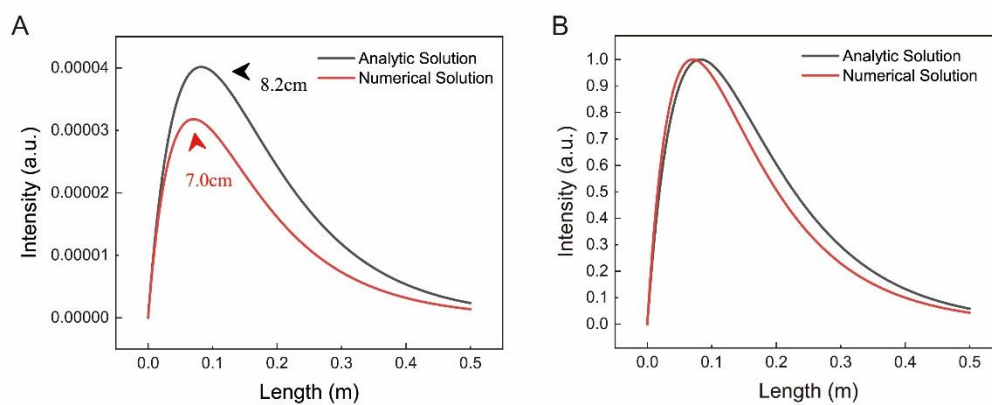 A
Analytic Solution
Numerical Solution
8.2cm
7.0cm
0.00004
0.00003
0.00002
0.00001
0.00000
Intensity (a.u.)
0.0 0.1 0.2 0.3 0.4 0.5
Length (m)
B
Analytic Solution
Numerical Solution
1.0
0.9
0.8
0.7
0.6
0.5
0.4
0.3
0.2
0.1
0.0
Intensity (a.u.)
0.0 0.1 0.2 0.3 0.4 0.5
Length (m)